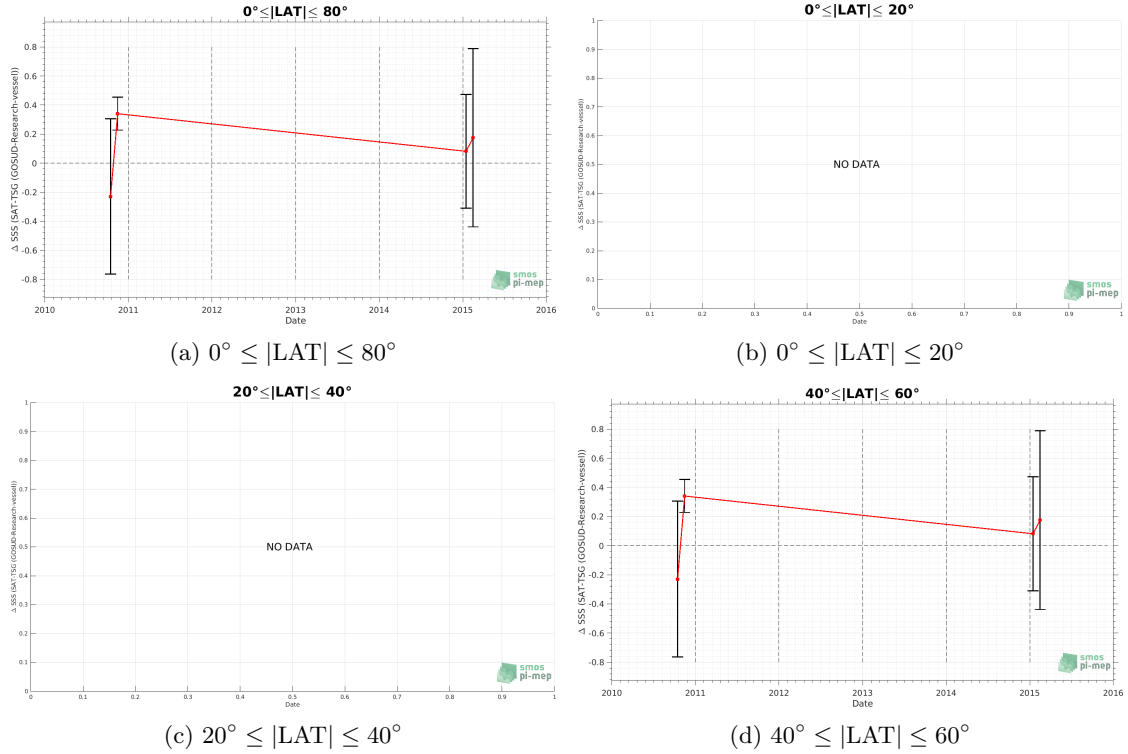 0°≤|LAT|≤ 80°
Δ SSS (SAT-TSG (GOSUD-Research-vessel))
0.8
0.6
0.4
0.2
0
-0.2
-0.4
-0.6
-0.8
2010 2011 2012 2013 2014 2015 2016
Date
smos
pi-mep
(a) 0° ≤ |LAT| ≤ 80°
0°≤|LAT|≤ 20°
Δ SSS (SAT-TSG (GOSUD-Research-vessel))
1
0.9
0.8
0.7
0.6
0.5
0.4
0.3
0.2
0.1
0
NO DATA
0 0.1 0.2 0.3 0.4 0.5 0.6 0.7 0.8 0.9 1
Date
smos
pi-mep
(b) 0° ≤ |LAT| ≤ 20°
20°≤|LAT|≤ 40°
Δ SSS (SAT-TSG (GOSUD-Research-vessel))
1
0.9
0.8
0.7
0.6
0.5
0.4
0.3
0.2
0.1
0
NO DATA
0 0.1 0.2 0.3 0.4 0.5 0.6 0.7 0.8 0.9 1
Date
smos
pi-mep
(c) 20° ≤ |LAT| ≤ 40°
40°≤|LAT|≤ 60°
Δ SSS (SAT-TSG (GOSUD-Research-vessel))
0.8
0.6
0.4
0.2
0
-0.2
-0.4
-0.6
-0.8
2010 2011 2012 2013 2014 2015 2016
Date
smos
pi-mep
(d) 40° ≤ |LAT| ≤ 60°